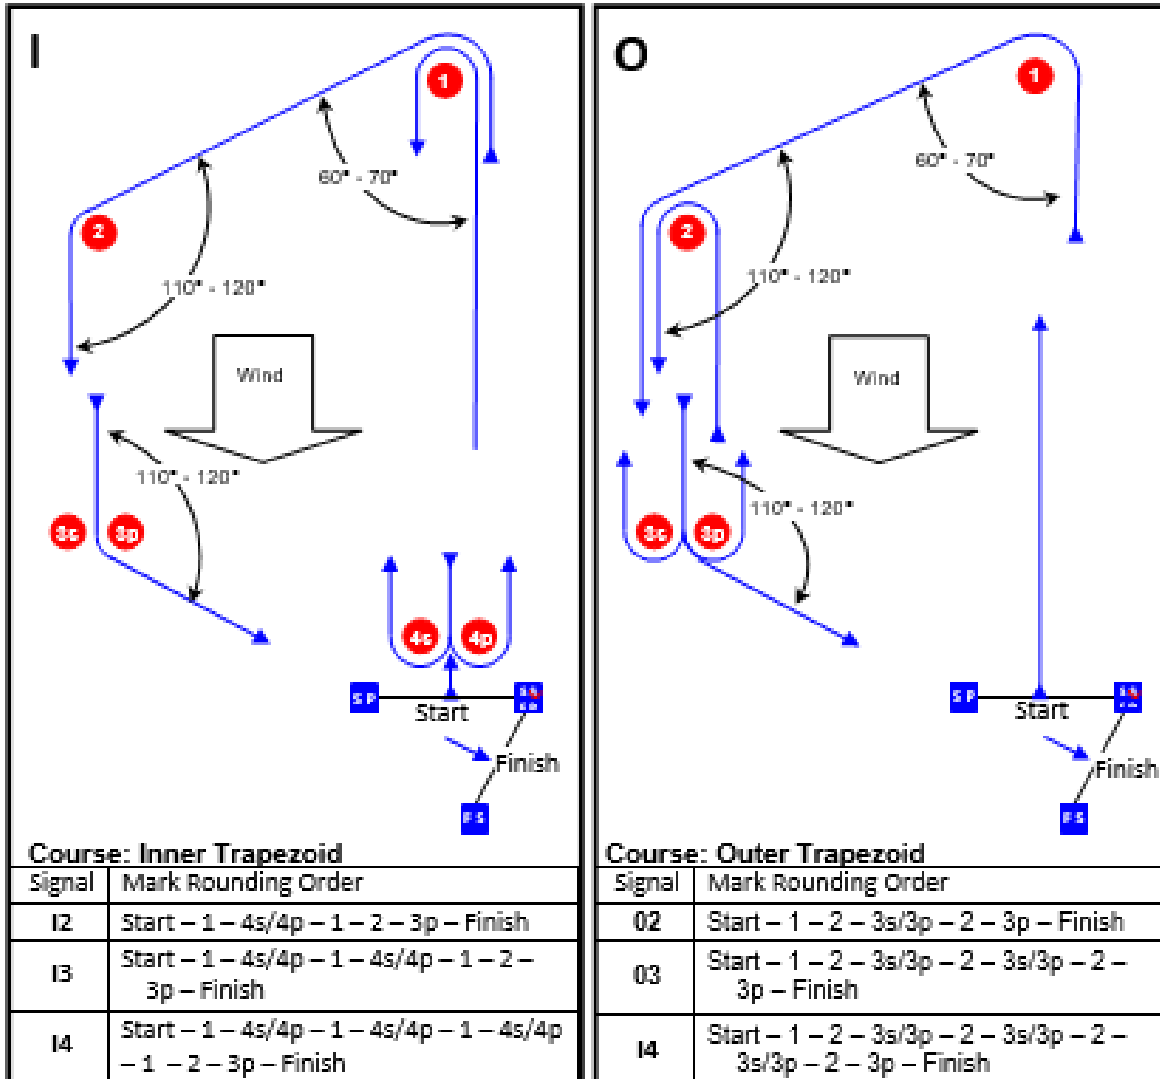 I
1
60° - 70°
2
110° - 120°
Wind
110° - 120°
3s
3p
4s
4p
S P
Start
Finish
F S
Course: Inner Trapezoid
Signal
Mark Rounding Order
I2
Start – 1 – 4s/4p – 1 – 2 – 3p – Finish
I3
Start – 1 – 4s/4p – 1 – 4s/4p – 1 – 2 –
3p – Finish
I4
Start – 1 – 4s/4p – 1 – 4s/4p – 1 – 4s/4p
– 1 – 2 – 3p – Finish
O
1
60° - 70°
2
110° - 120°
Wind
110° - 120°
3s
3p
S P
Start
Finish
F S
Course: Outer Trapezoid
Signal
Mark Rounding Order
02
Start – 1 – 2 – 3s/3p – 2 – 3p – Finish
03
Start – 1 – 2 – 3s/3p – 2 – 3s/3p – 2 –
3p – Finish
I4
Start – 1 – 2 – 3s/3p – 2 – 3s/3p – 2 –
3s/3p – 2 – 3p – Finish